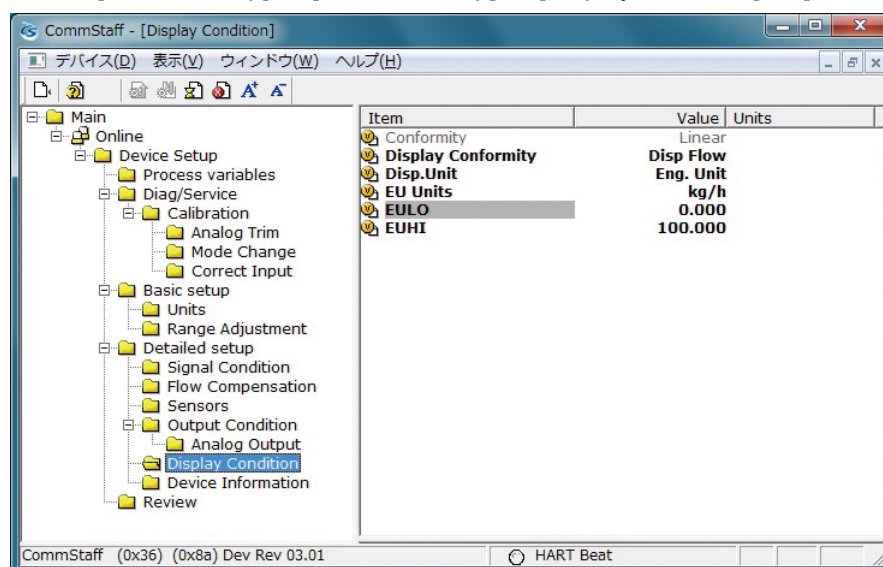 CommStaff - [Display Condition]
デバイス(D) 表示(V) ウィンドウ(W) ヘルプ(H)
Main
Online
Device Setup
Process variables
Diag/Service
Calibration
Analog Trim
Mode Change
Correct Input
Basic setup
Units
Range Adjustment
Detailed setup
Signal Condition
Flow Compensation
Sensors
Output Condition
Analog Output
Display Condition
Device Information
Review
Item Value Units
Conformity Linear
Display Conformity Disp Flow
Disp.Unit Eng. Unit
EU Units kg/h
EULO 0.000
EUHI 100.000
CommStaff (0x36) (0x8a) Dev Rev 03.01 HART Beat